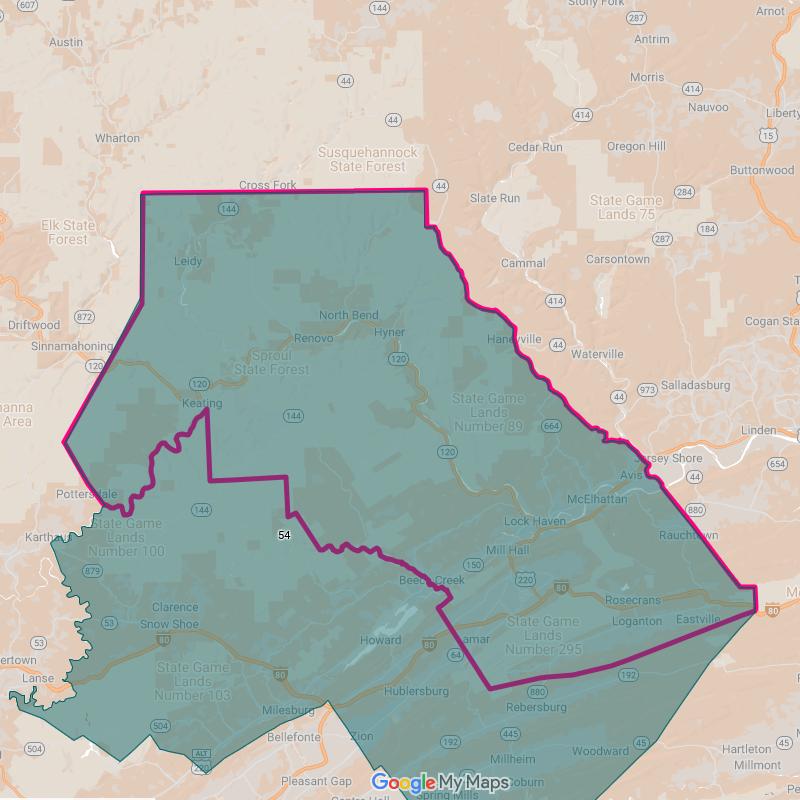 607
144
Stony Fork
287
Arnot
Austin
Antrim
44
Morris
414
Nauvoo
44
414
Liberty
15
Wharton
Cedar Run
Oregon Hill
Susquehannock
State Forest
Buttonwood
Cross Fork
44
284
Slate Run
State Game
Lands 75
144
Elk State
Forest
184
287
Leidy
Cammal
Carsontown
414
872
North Bend
Cogan Sta
Driftwood
Renovo
Hyner
Haneyville
44
Waterville
Sinnamahoning
120
Sproul
State Forest
120
973
Salladasburg
120
44
State Game
Lands
Number 89
Keating
144
anna
Area
664
Linden
120
Jersey Shore
654
Avis
44
Pottersdale
McElhattan
144
880
State Game
Lands
Number 100
Lock Haven
54
Rauchtown
Kartha
Mill Hall
879
150
220
Beech Creek
80
Rosecrans
Clarence
53
Snow Shoe
State Game
Lands
Number 295
Loganton
Eastville
80
53
80
Howard
80
Lamar
64
State Game
Lands
Number 103
ertown
Lanse
80
192
Hublersburg
880
Rebersburg
Milesburg
504
445
Bellefonte
Zion
192
45
45
504
ALT
220
Woodward
Hartleton
Millheim
Millmont
Pleasant Gap
Google My Maps
Coburn
Spring Mills
Centre Hall